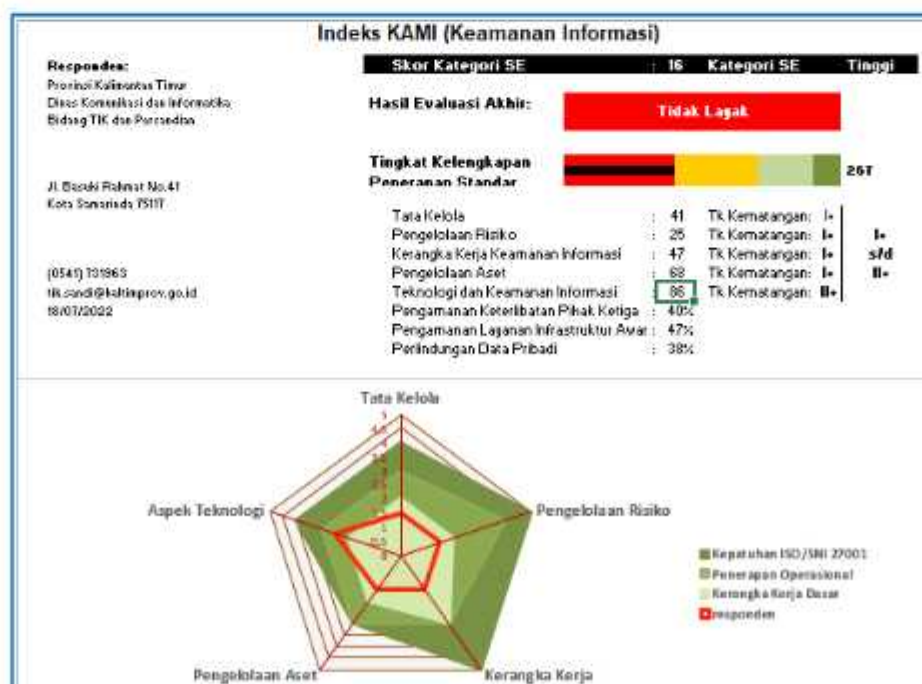 Indeks KAMI (Keamanan Informasi)
Responden:
Provinsi Kalimantan Timur
Dinas Komunikasi dan Informatika
Bidang TIK dan Persandian
Jl. Basuki Rahmat No.41
Kota Samarinda 75117
(0541) 731963
tik.sandi@kaltimprov.go.id
18/07/2022
Skor Kategori SE : 16 Kategori SE Tinggi
Hasil Evaluasi Akhir: Tidak Layak
Tingkat Kelengkapan
Penerapan Standar
267
Tata Kelola : 41 Tk Kematangan: I+
Pengelolaan Risiko : 25 Tk Kematangan: I+ I+
Kerangka Kerja Keamanan Informasi : 47 Tk Kematangan: I+ s/d
Pengelolaan Aset : 68 Tk Kematangan: I+ II+
Teknologi dan Keamanan Informasi : 86 Tk Kematangan: II+
Pengamanan Keterlibatan Pihak Ketiga : 40%
Pengamanan Layanan Infrastruktur Awan : 47%
Perlindungan Data Pribadi : 38%
Tata Kelola
Aspek Teknologi
Pengelolaan Risiko
Kepatuhan ISO/SNI 27001
Penerapan Operasional
Kerangka Kerja Dasar
responden
Pengelolaan Aset
Kerangka Kerja